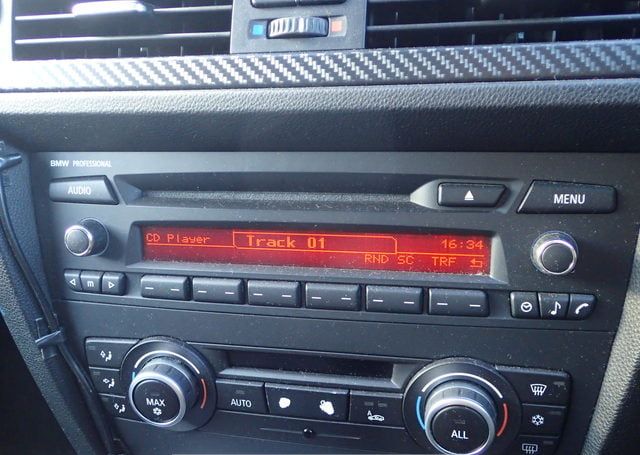 BMW PROFESSIONAL
AUDIO
MENU
CD Player Track 01 16:34
RND SC TRF
m
MAX
AUTO
A
ALL